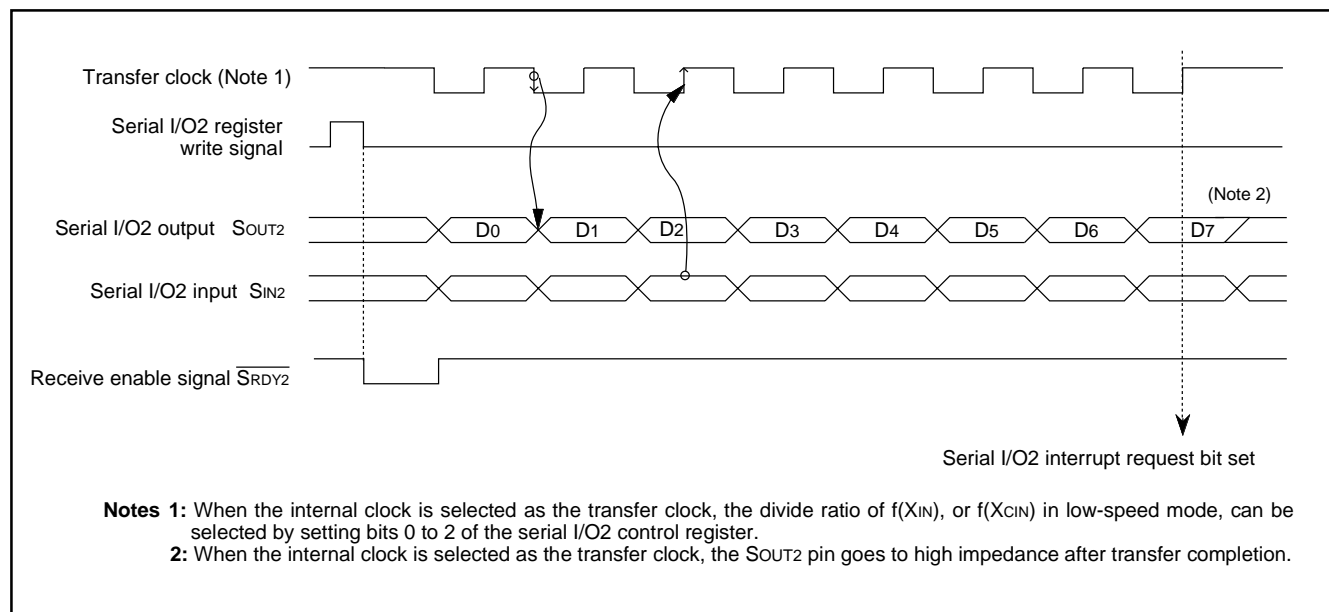 Transfer clock (Note 1)
Serial I/O2 register
write signal
(Note 2)
Serial I/O2 output SOUT2
D0 D1 D2 D3 D4 D5 D6 D7
Serial I/O2 input SIN2
Receive enable signal SRDY2
Serial I/O2 interrupt request bit set
Notes 1: When the internal clock is selected as the transfer clock, the divide ratio of f(XIN), or f(XCIN) in low-speed mode, can be
selected by setting bits 0 to 2 of the serial I/O2 control register.
2: When the internal clock is selected as the transfer clock, the SOUT2 pin goes to high impedance after transfer completion.